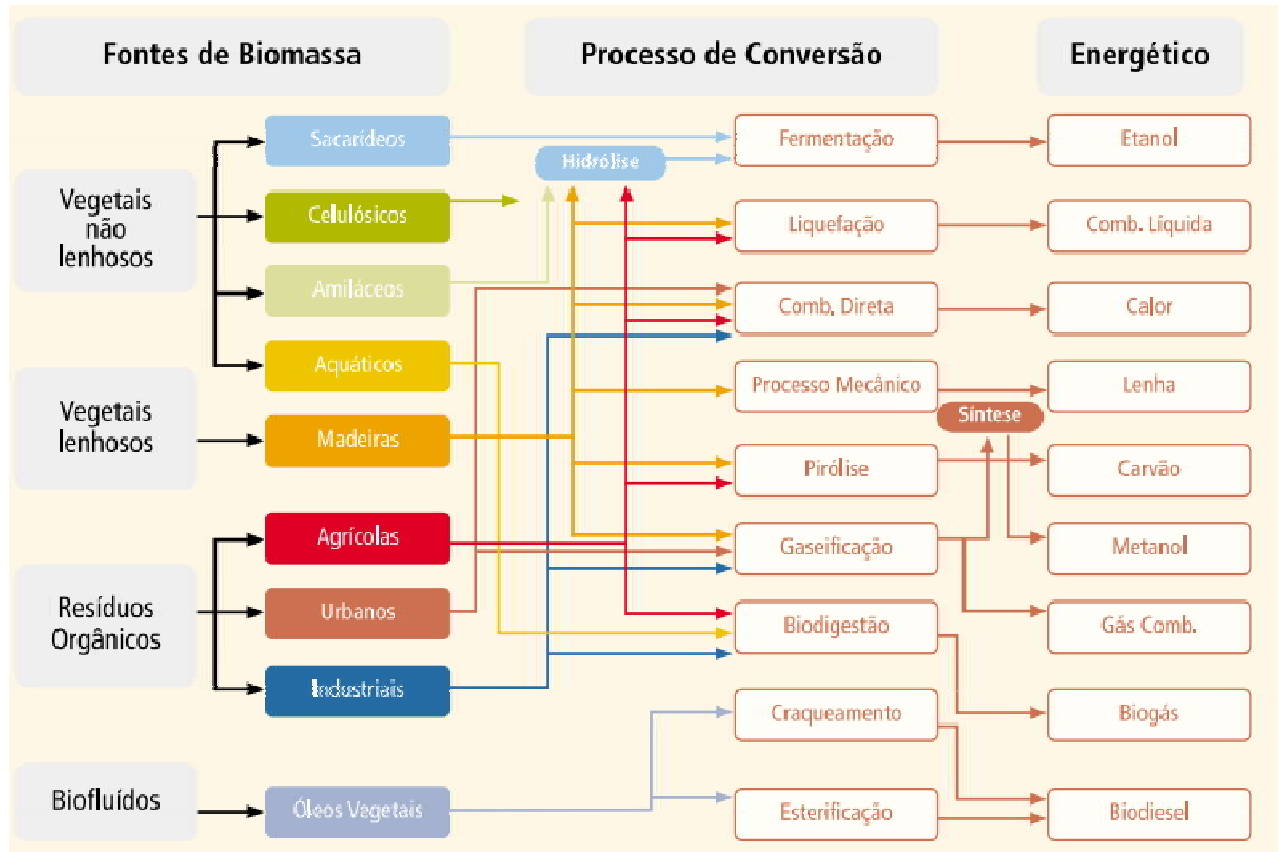 Fontes de Biomassa
Processo de Conversão
Energético
Vegetais
não
lenhosos
Vegetais
lenhosos
Resíduos
Orgânicos
Biofluídos
Sacarídeos
Celulósicos
Amiláceos
Aquáticos
Madeiras
Agrícolas
Urbanos
Industriais
Óleos Vegetais
Hidrólise
Fermentação
Liquefação
Comb. Direta
Processo Mecânico
Pirólise
Gaseificação
Biodigestão
Craqueamento
Esterificação
Síntese
Etanol
Comb. Líquida
Calor
Lenha
Carvão
Metanol
Gás Comb.
Biogás
Biodiesel